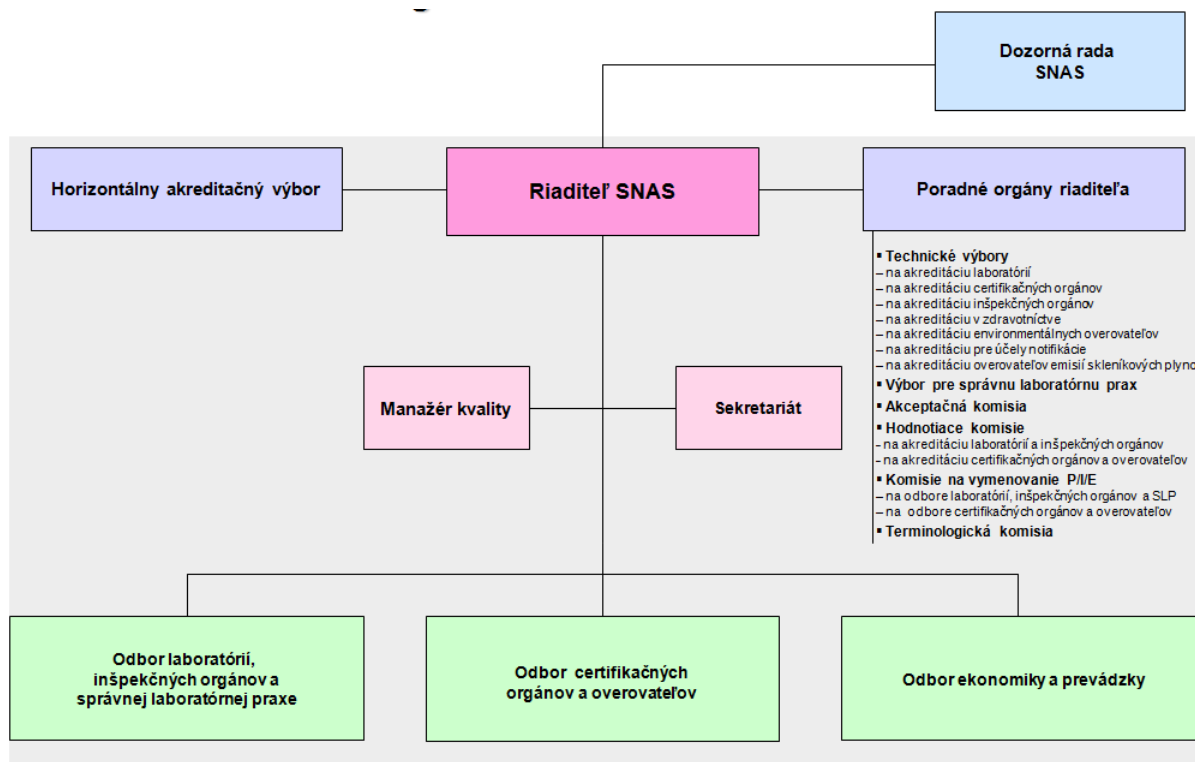 Dozorná rada
SNAS
Horizontálny akreditačný výbor
Riaditeľ SNAS
Poradné orgány riaditeľa
▪ Technické výbory
– na akreditáciu laboratórií
– na akreditáciu certifikačných orgánov
– na akreditáciu inšpekčných orgánov
– na akreditáciu v zdravotníctve
– na akreditáciu environmentálnych overovateľov
– na akreditáciu pre účely notifikácie
– na akreditáciu overovateľov emisií skleníkových plyno
▪ Výbor pre správnu laboratórnu prax
▪ Akceptačná komisia
▪ Hodnotiace komisie
- na akreditáciu laboratórií a inšpekčných orgánov
- na akreditáciu certifikačných orgánov a overovateľov
▪ Komisie na vymenovanie P/I/E
– na odbore laboratórií, inšpekčných orgánov a SLP
– na odbore certifikačných orgánov a overovateľov
▪ Terminologická komisia
Manažér kvality
Sekretariát
Odbor laboratórií,
inšpekčných orgánov a
správnej laboratórnej praxe
Odbor certifikačných
orgánov a overovateľov
Odbor ekonomiky a prevádzky